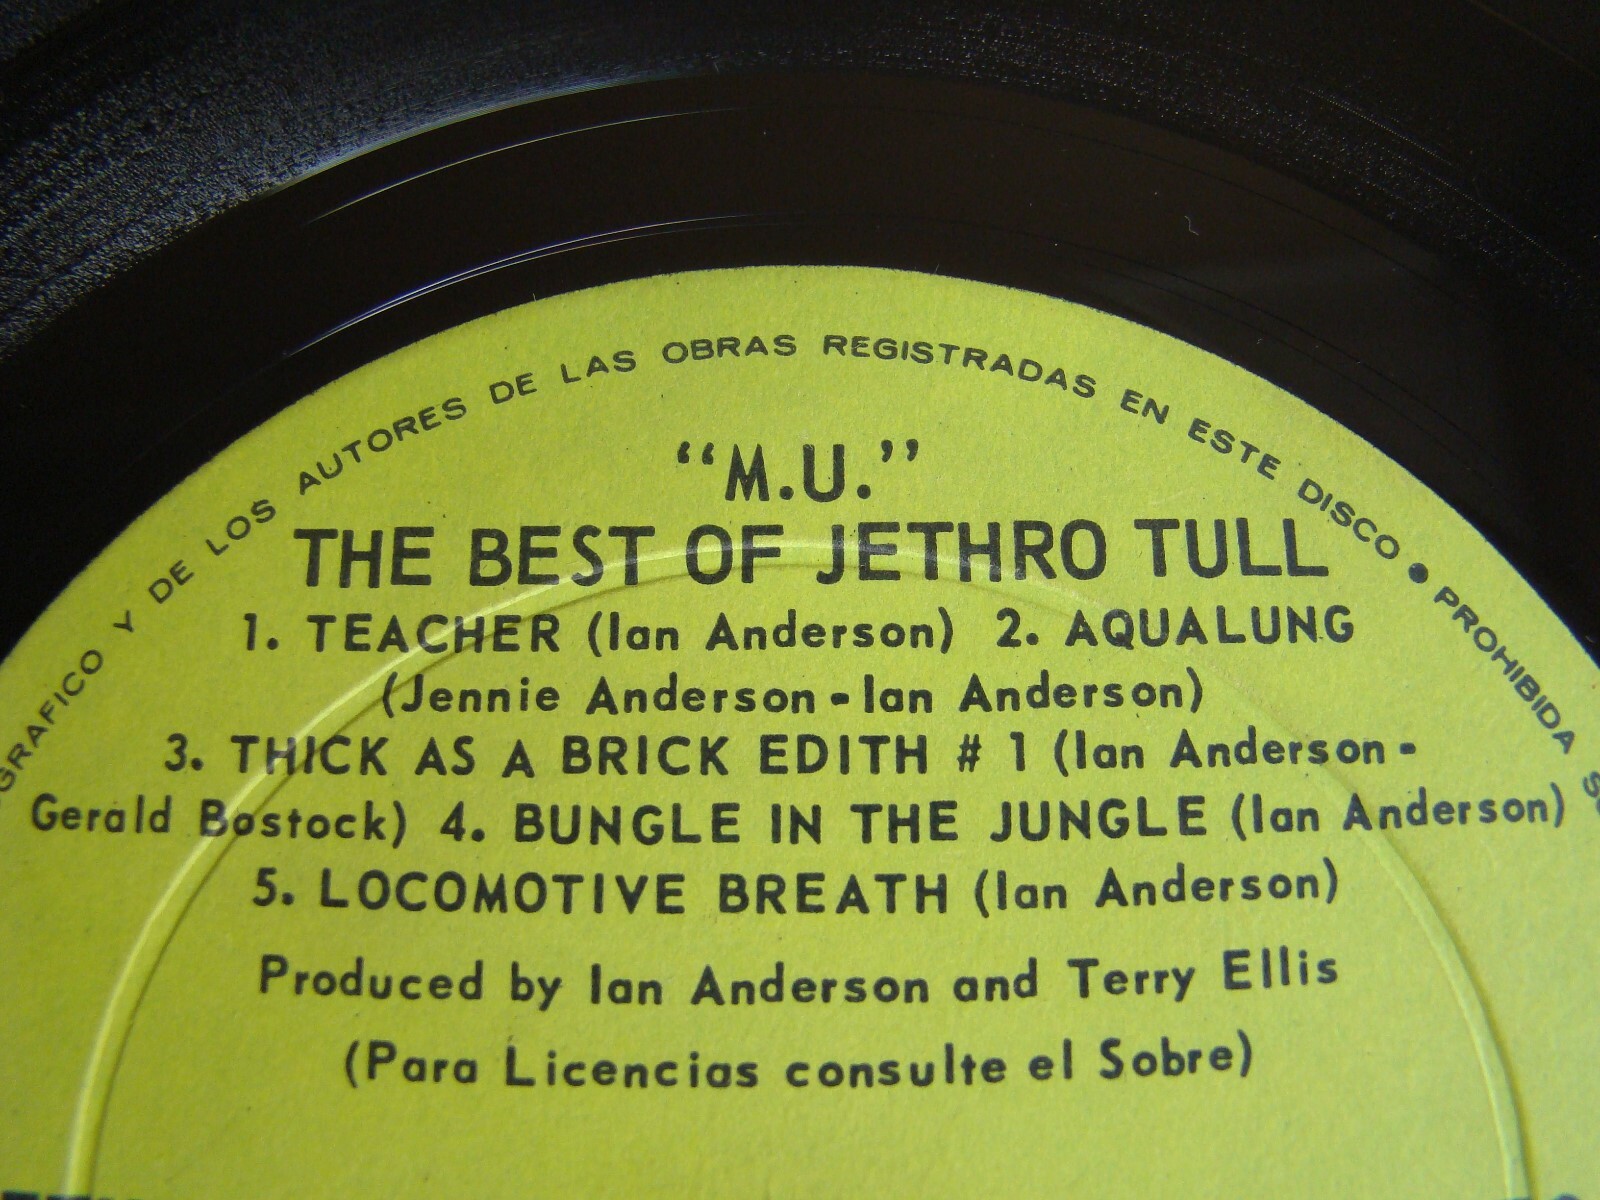 GRAFICO Y DE LOS AUTORES DE LAS OBRAS REGISTRADAS EN ESTE DISCO • PROHIBIDA
“M.U.”
THE BEST OF JETHRO TULL
1. TEACHER (Ian Anderson) 2. AQUALUNG
(Jennie Anderson - Ian Anderson)
3. THICK AS A BRICK EDITH # 1 (Ian Anderson -
Gerald Bostock) 4. BUNGLE IN THE JUNGLE (Ian Anderson)
5. LOCOMOTIVE BREATH (Ian Anderson)
Produced by Ian Anderson and Terry Ellis
(Para Licencias consulte el Sobre)